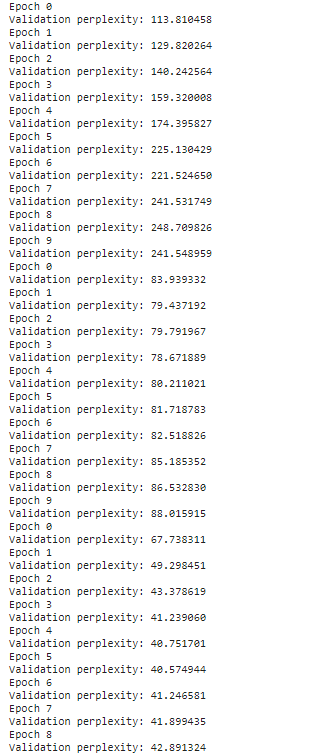 Epoch 0
Validation perplexity: 113.810458
Epoch 1
Validation perplexity: 129.820264
Epoch 2
Validation perplexity: 140.242564
Epoch 3
Validation perplexity: 159.320008
Epoch 4
Validation perplexity: 174.395827
Epoch 5
Validation perplexity: 225.130429
Epoch 6
Validation perplexity: 221.524650
Epoch 7
Validation perplexity: 241.531749
Epoch 8
Validation perplexity: 248.709826
Epoch 9
Validation perplexity: 241.548959
Epoch 0
Validation perplexity: 83.939332
Epoch 1
Validation perplexity: 79.437192
Epoch 2
Validation perplexity: 79.791967
Epoch 3
Validation perplexity: 78.671889
Epoch 4
Validation perplexity: 80.211021
Epoch 5
Validation perplexity: 81.718783
Epoch 6
Validation perplexity: 82.518826
Epoch 7
Validation perplexity: 85.185352
Epoch 8
Validation perplexity: 86.532830
Epoch 9
Validation perplexity: 88.015915
Epoch 0
Validation perplexity: 67.738311
Epoch 1
Validation perplexity: 49.298451
Epoch 2
Validation perplexity: 43.378619
Epoch 3
Validation perplexity: 41.239060
Epoch 4
Validation perplexity: 40.751701
Epoch 5
Validation perplexity: 40.574944
Epoch 6
Validation perplexity: 41.246581
Epoch 7
Validation perplexity: 41.899435
Epoch 8
Validation perplexity: 42.891324